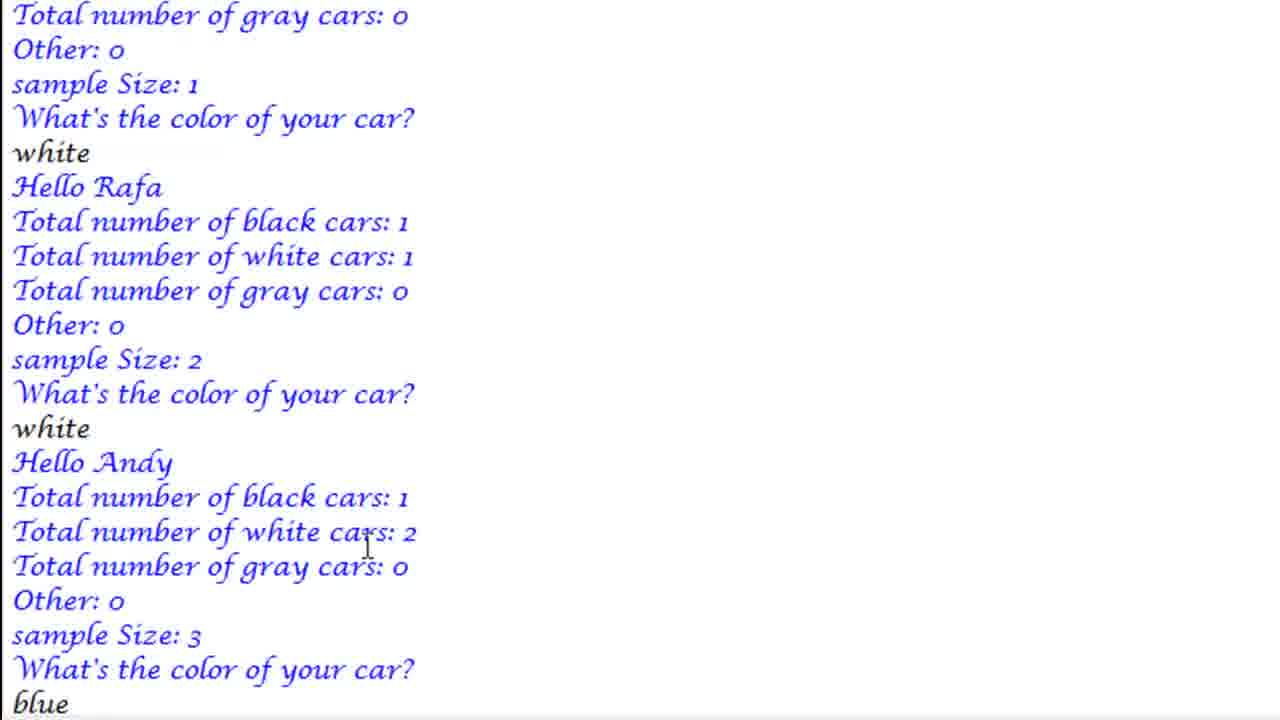 Total number of gray cars: 0
Other: 0
sample Size: 1
What's the color of your car?
white
Hello Rafa
Total number of black cars: 1
Total number of white cars: 1
Total number of gray cars: 0
Other: 0
sample Size: 2
What's the color of your car?
white
Hello Andy
Total number of black cars: 1
Total number of white cars: 2
Total number of gray cars: 0
Other: 0
sample Size: 3
What's the color of your car?
blue